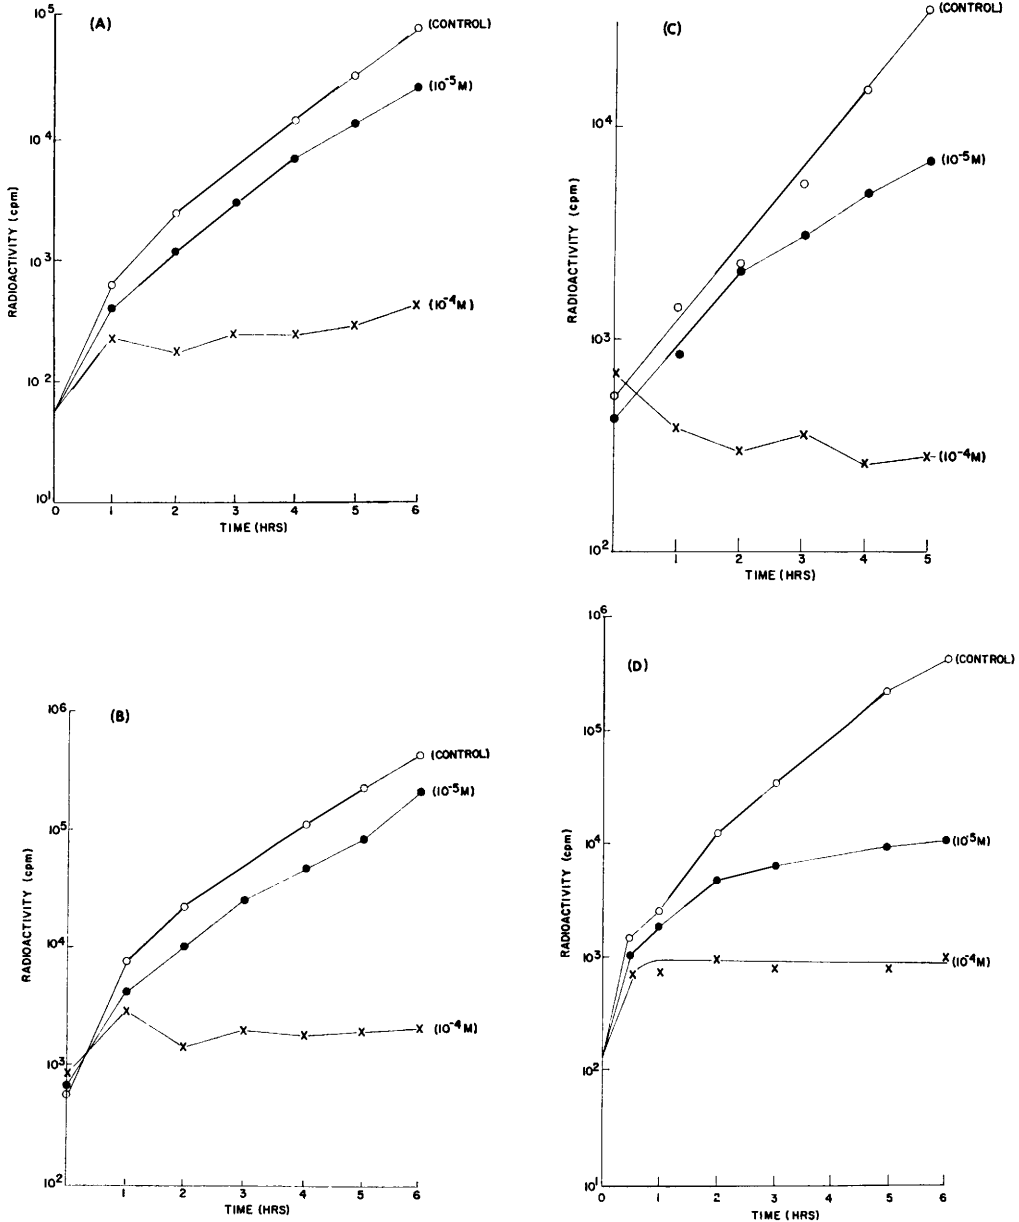 (A)
10⁵
10⁴
10³
10²
10¹
RADIOACTIVITY (cpm)
(CONTROL)
(10⁻⁵M)
(10⁻⁴M)
0 1 2 3 4 5 6
TIME (HRS)
(C)
10⁴
10³
10²
RADIOACTIVITY (cpm)
(CONTROL)
(10⁻⁵M)
(10⁻⁴M)
1 2 3 4 5
TIME (HRS)
(B)
10⁶
10⁵
10⁴
10³
10²
RADIOACTIVITY (cpm)
(CONTROL)
(10⁻⁵M)
(10⁻⁴M)
1 2 3 4 5 6
TIME (HRS)
(D)
10⁶
10⁵
10⁴
10³
10²
10¹
RADIOACTIVITY (cpm)
(CONTROL)
(10⁻⁵M)
(10⁻⁴M)
0 1 2 3 4 5 6
TIME (HRS)